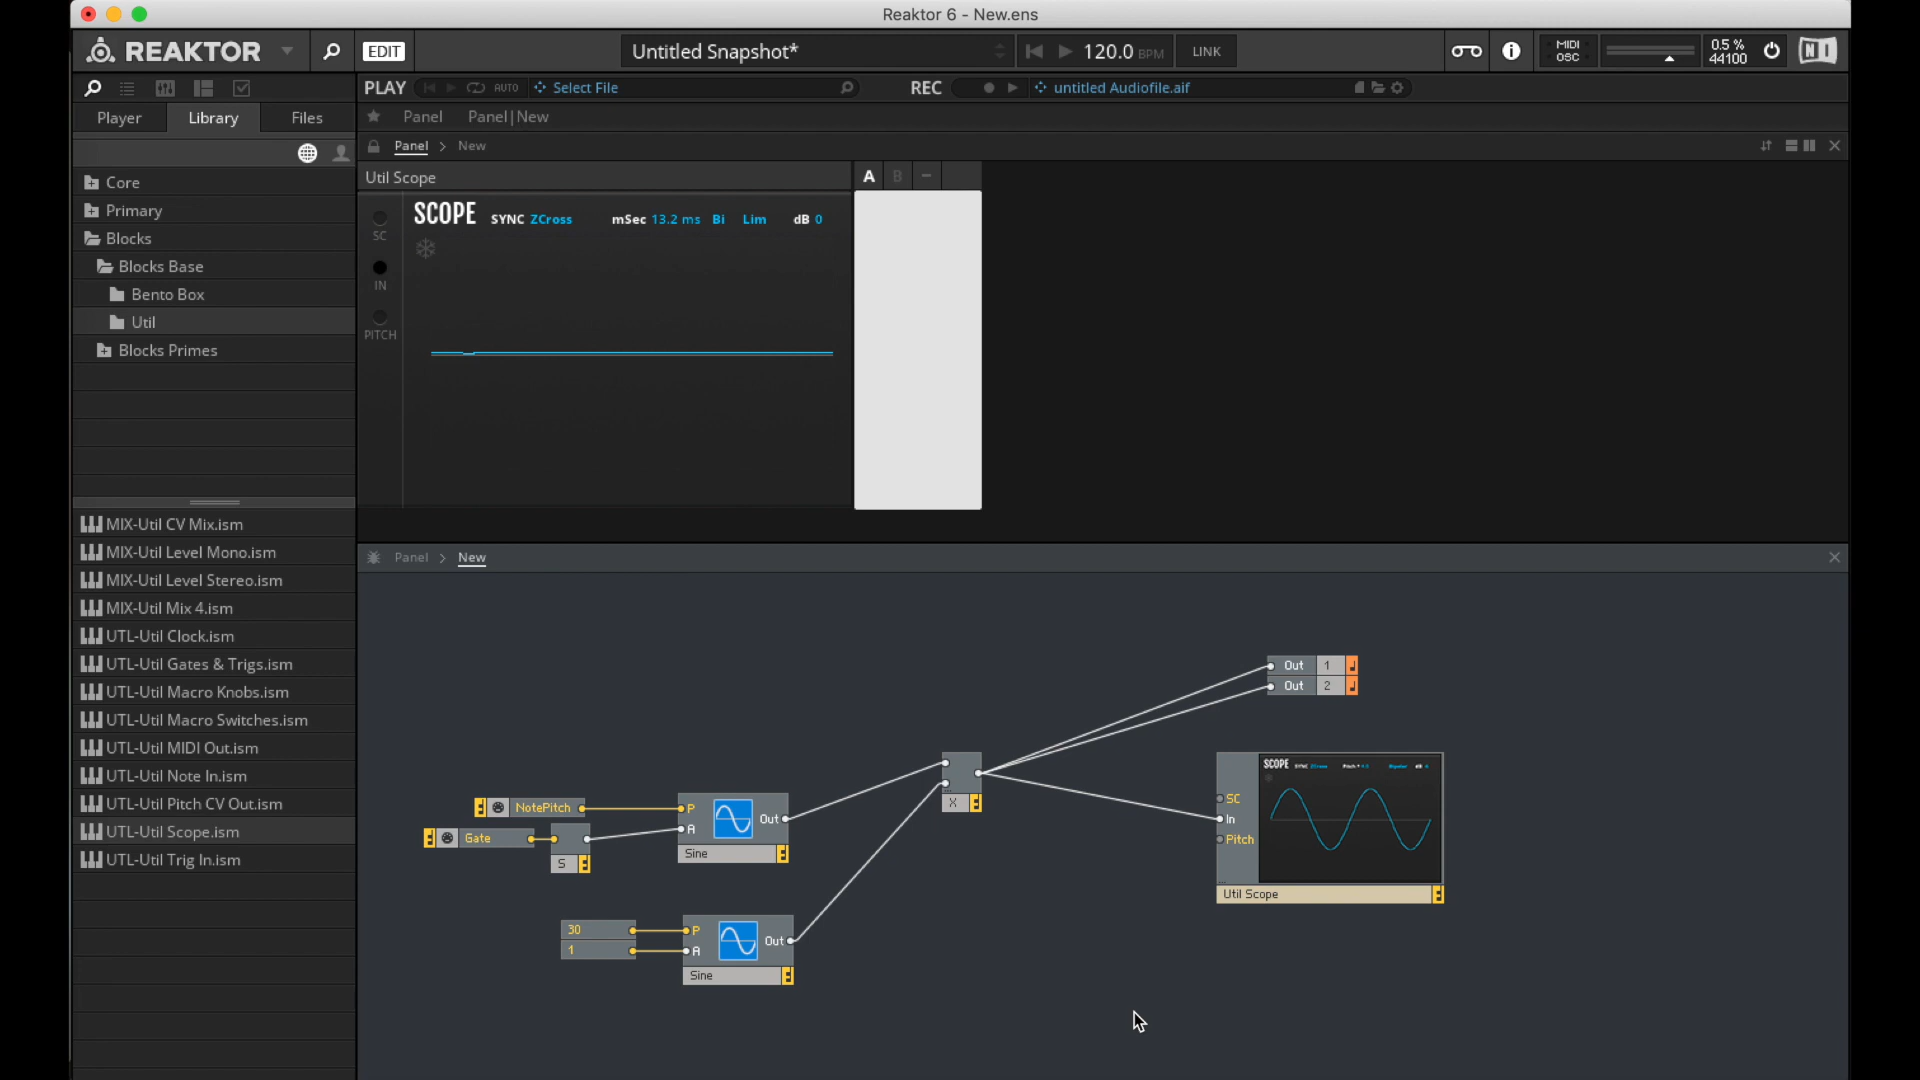 Reaktor 6 - New.ens
REAKTOR EDIT Untitled Snapshot* 120.0 BPM LINK MIDI OSC 0.5 % 44100 NI
PLAY AUTO Select File REC untitled Audiofile.aif
Player Library Files
Panel Panel|New
Panel > New
Core
Primary
Blocks
Blocks Base
Bento Box
Util
Blocks Primes
MIX-Util CV Mix.ism
MIX-Util Level Mono.ism
MIX-Util Level Stereo.ism
MIX-Util Mix 4.ism
UTL-Util Clock.ism
UTL-Util Gates & Trigs.ism
UTL-Util Macro Knobs.ism
UTL-Util Macro Switches.ism
UTL-Util MIDI Out.ism
UTL-Util Note In.ism
UTL-Util Pitch CV Out.ism
UTL-Util Scope.ism
UTL-Util Trig In.ism
Util Scope A B
SCOPE SYNC ZCross mSec 13.2 ms Bi Lim dB 0
SC
IN
PITCH
Panel > New
Out 1
Out 2
NotePitch
Gate
S
P
A
Out
Sine
30
1
P
A
Out
Sine
X
SC
In
Pitch
SCOPE SYNC ZCross Bipolar dB
Util Scope